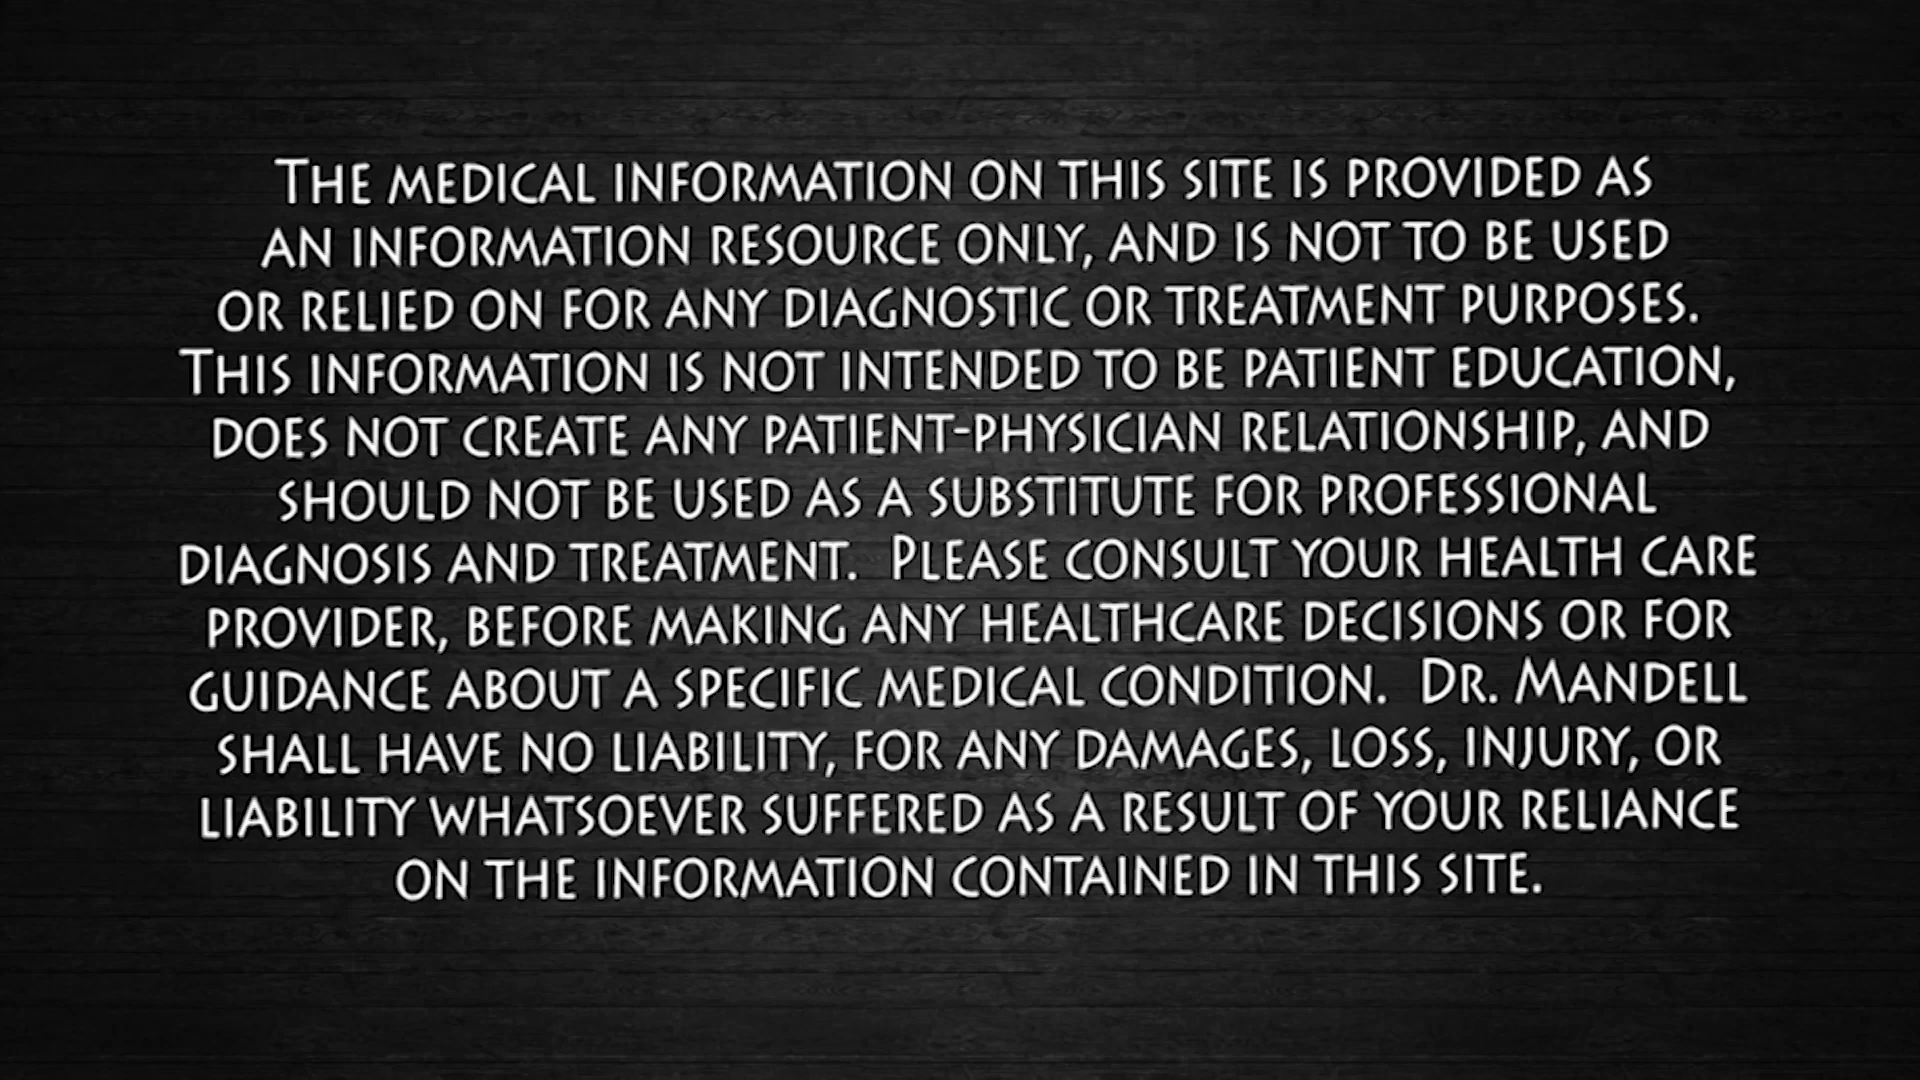 The medical information on this site is provided as
an information resource only, and is not to be used
or relied on for any diagnostic or treatment purposes.
This information is not intended to be patient education,
does not create any patient-physician relationship, and
should not be used as a substitute for professional
diagnosis and treatment.  Please consult your health care
provider, before making any healthcare decisions or for
guidance about a specific medical condition.  Dr. Mandell
shall have no liability, for any damages, loss, injury, or
liability whatsoever suffered as a result of your reliance
on the information contained in this site.